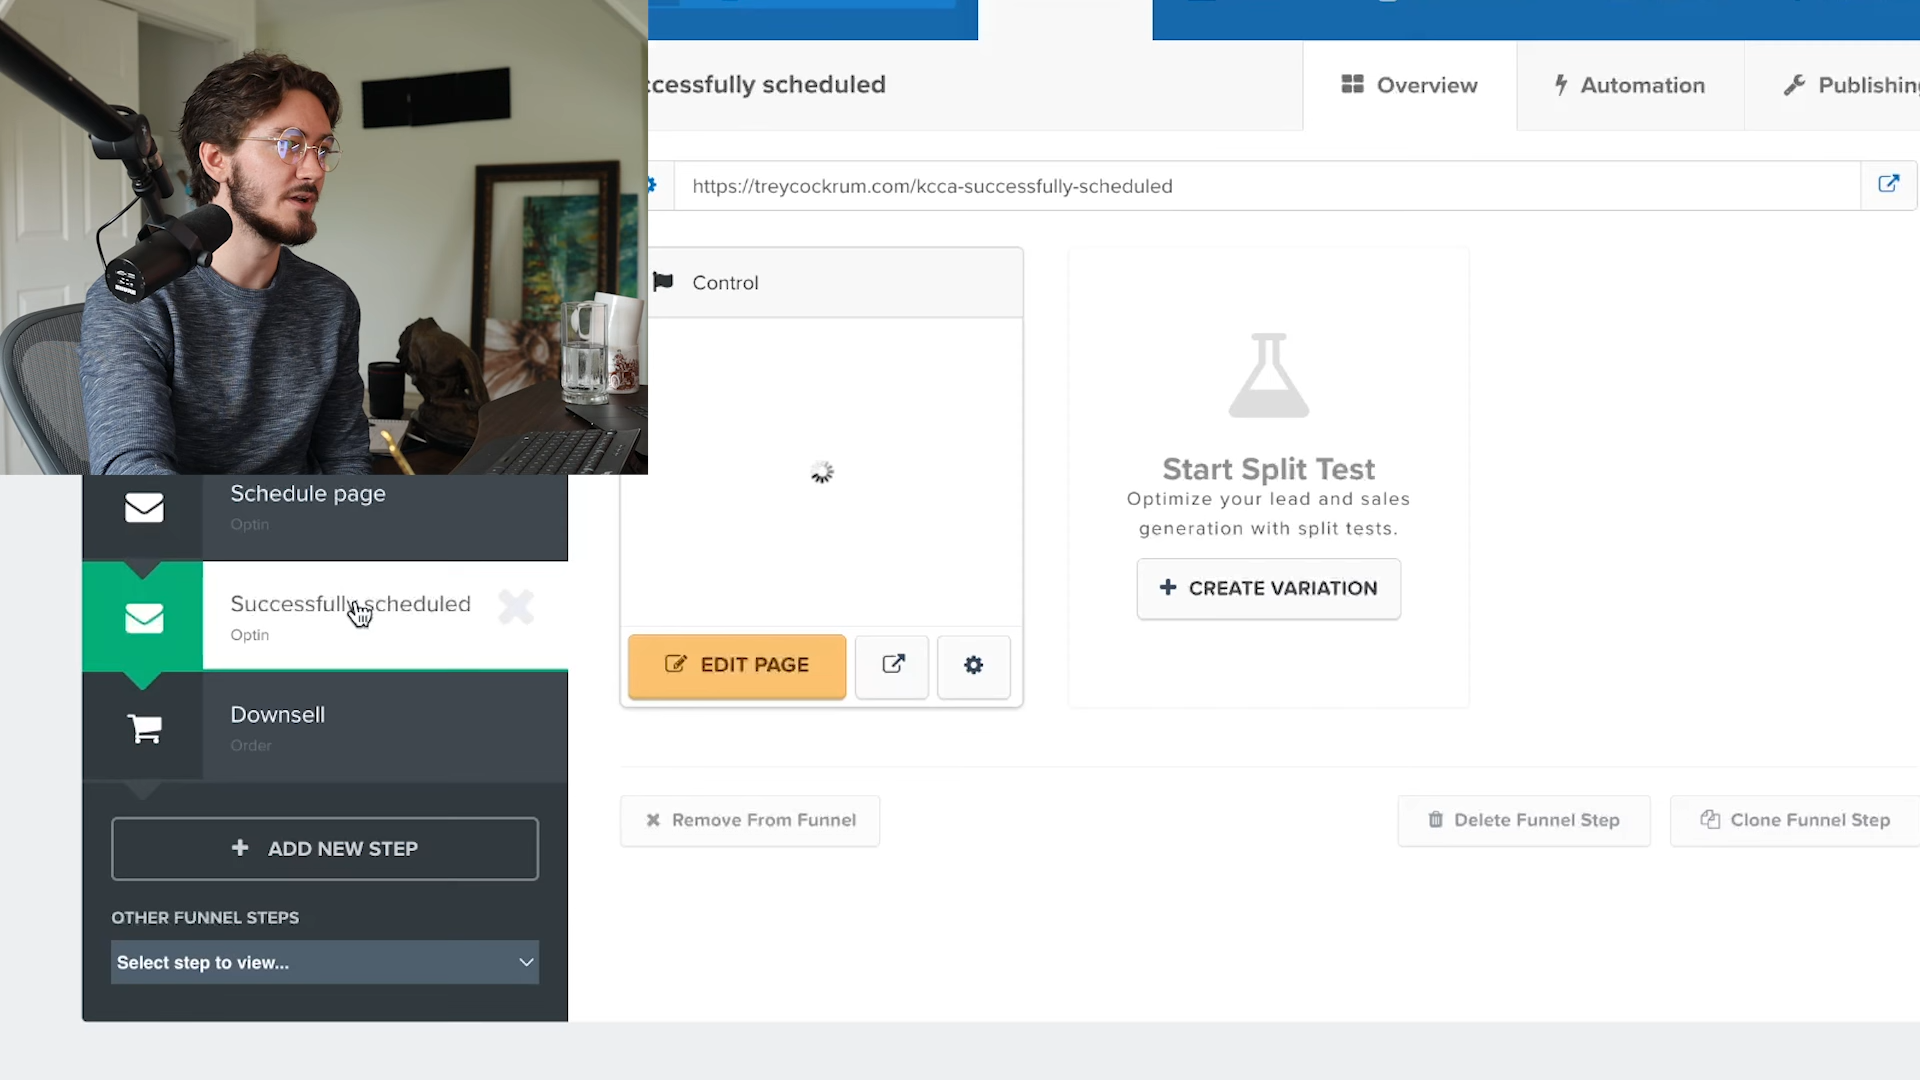 ccessfully scheduled
Overview
Automation
Publishing
https://treycockrum.com/kcca-successfully-scheduled
Control
Start Split Test
Optimize your lead and sales
generation with split tests.
CREATE VARIATION
EDIT PAGE
Schedule page
Optin
Successfully scheduled
Optin
Downsell
Order
ADD NEW STEP
OTHER FUNNEL STEPS
Select step to view...
Remove From Funnel
Delete Funnel Step
Clone Funnel Step